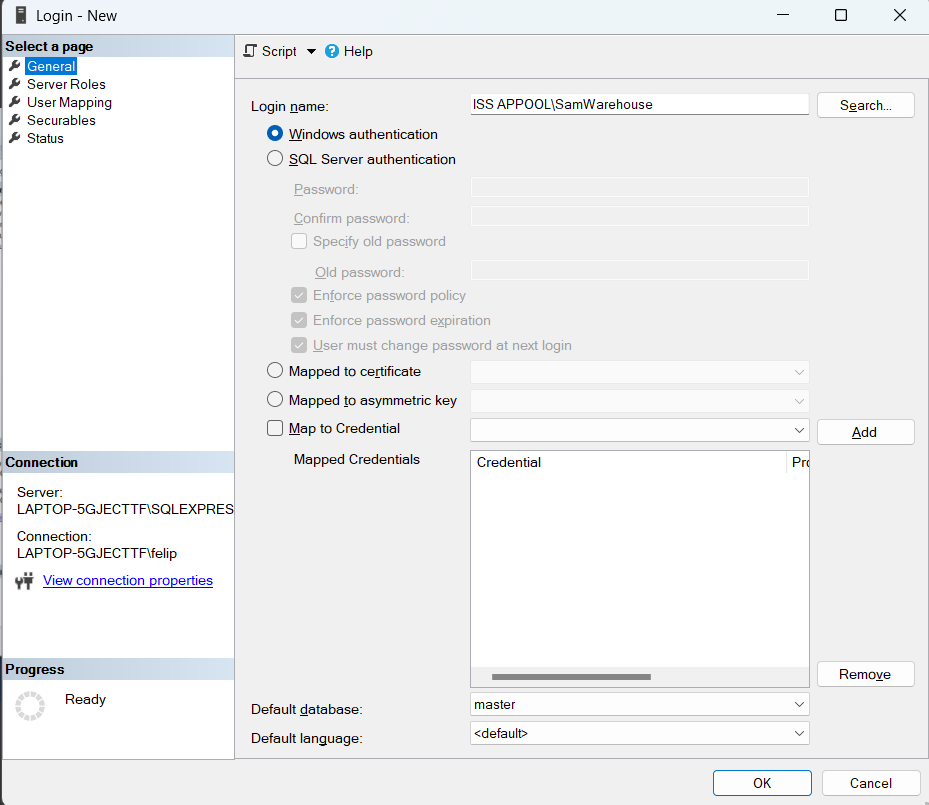 Login - New
Select a page
General
Server Roles
User Mapping
Securables
Status
Script
Help
Login name:
ISS APPOOL\SamWarehouse
Search...
Windows authentication
SQL Server authentication
Password:
Confirm password:
Specify old password
Old password:
Enforce password policy
Enforce password expiration
User must change password at next login
Mapped to certificate
Mapped to asymmetric key
Map to Credential
Add
Mapped Credentials
Credential
Pro
Remove
Default database:
master
Default language:
<default>
Connection
Server:
LAPTOP-5GJECTTF\SQLEXPRES
Connection:
LAPTOP-5GJECTTF\felip
View connection properties
Progress
Ready
OK
Cancel